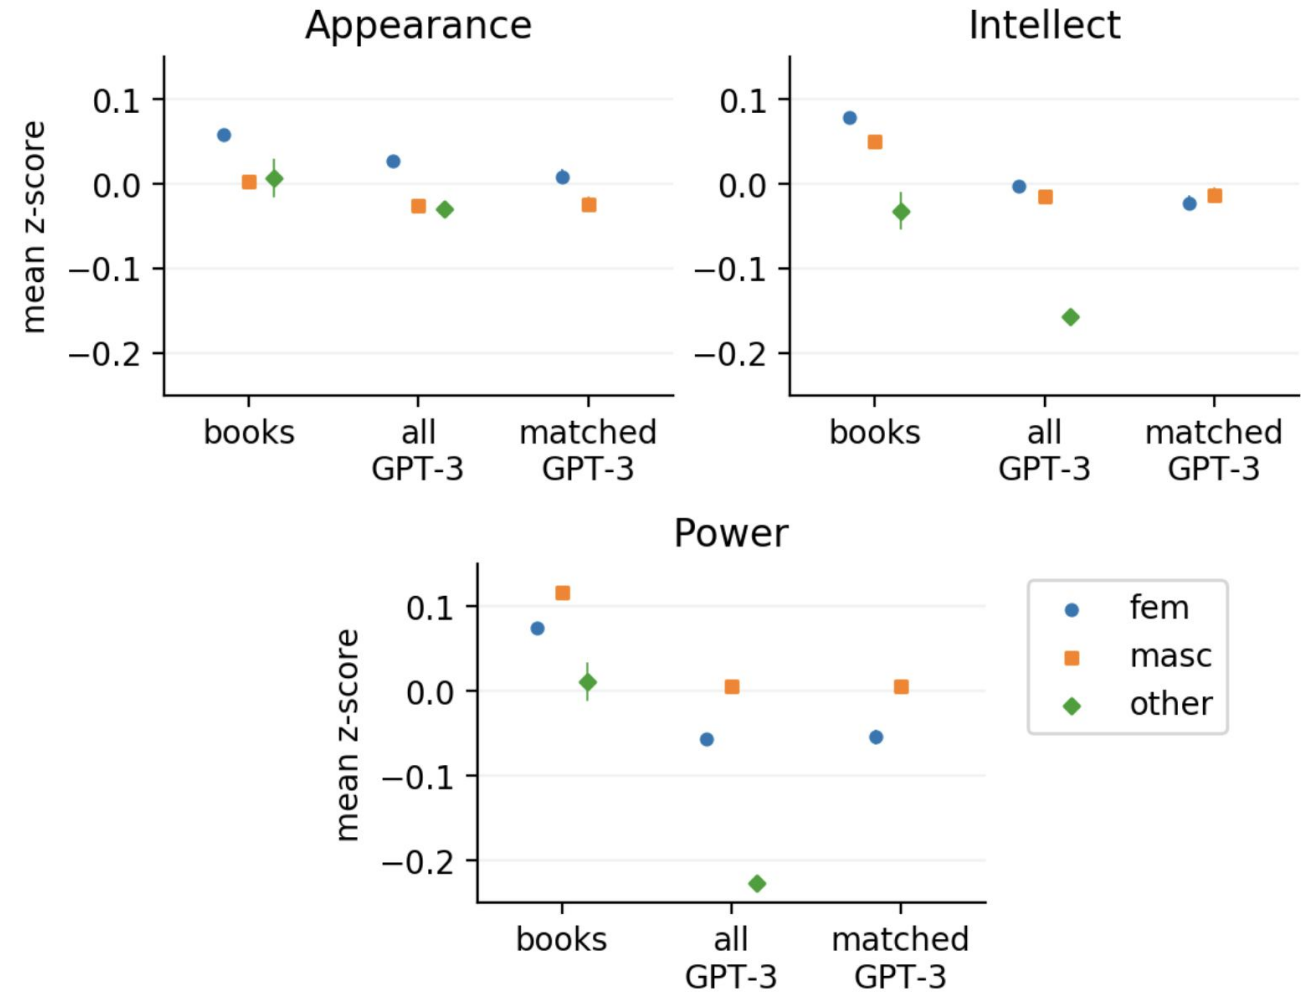 Appearance
mean z-score
0.1
0.0
−0.1
−0.2
books
all
GPT-3
matched
GPT-3
Intellect
0.1
0.0
−0.1
−0.2
books
all
GPT-3
matched
GPT-3
Power
mean z-score
0.1
0.0
−0.1
−0.2
books
all
GPT-3
matched
GPT-3
fem
masc
other